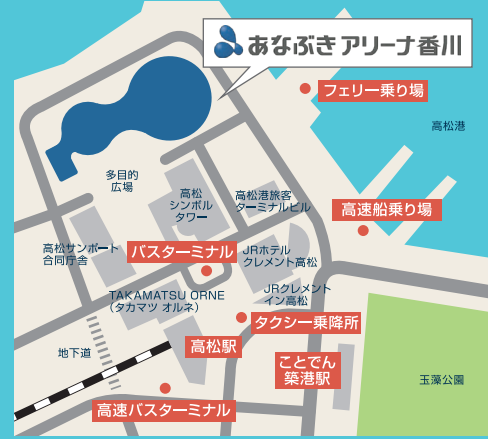 あなぶきアリーナ香川
フェリー乗り場
高松港
多目的
広場
高松
シンボル
タワー
高松港旅客
ターミナルビル
高速船乗り場
高松サンポート
合同庁舎
バスターミナル
JRホテル
クレメント高松
TAKAMATSU ORNE
(タカマツ オルネ)
JRクレメント
イン高松
タクシー乗降所
地下道
高松駅
ことでん
築港駅
玉藻公園
高速バスターミナル